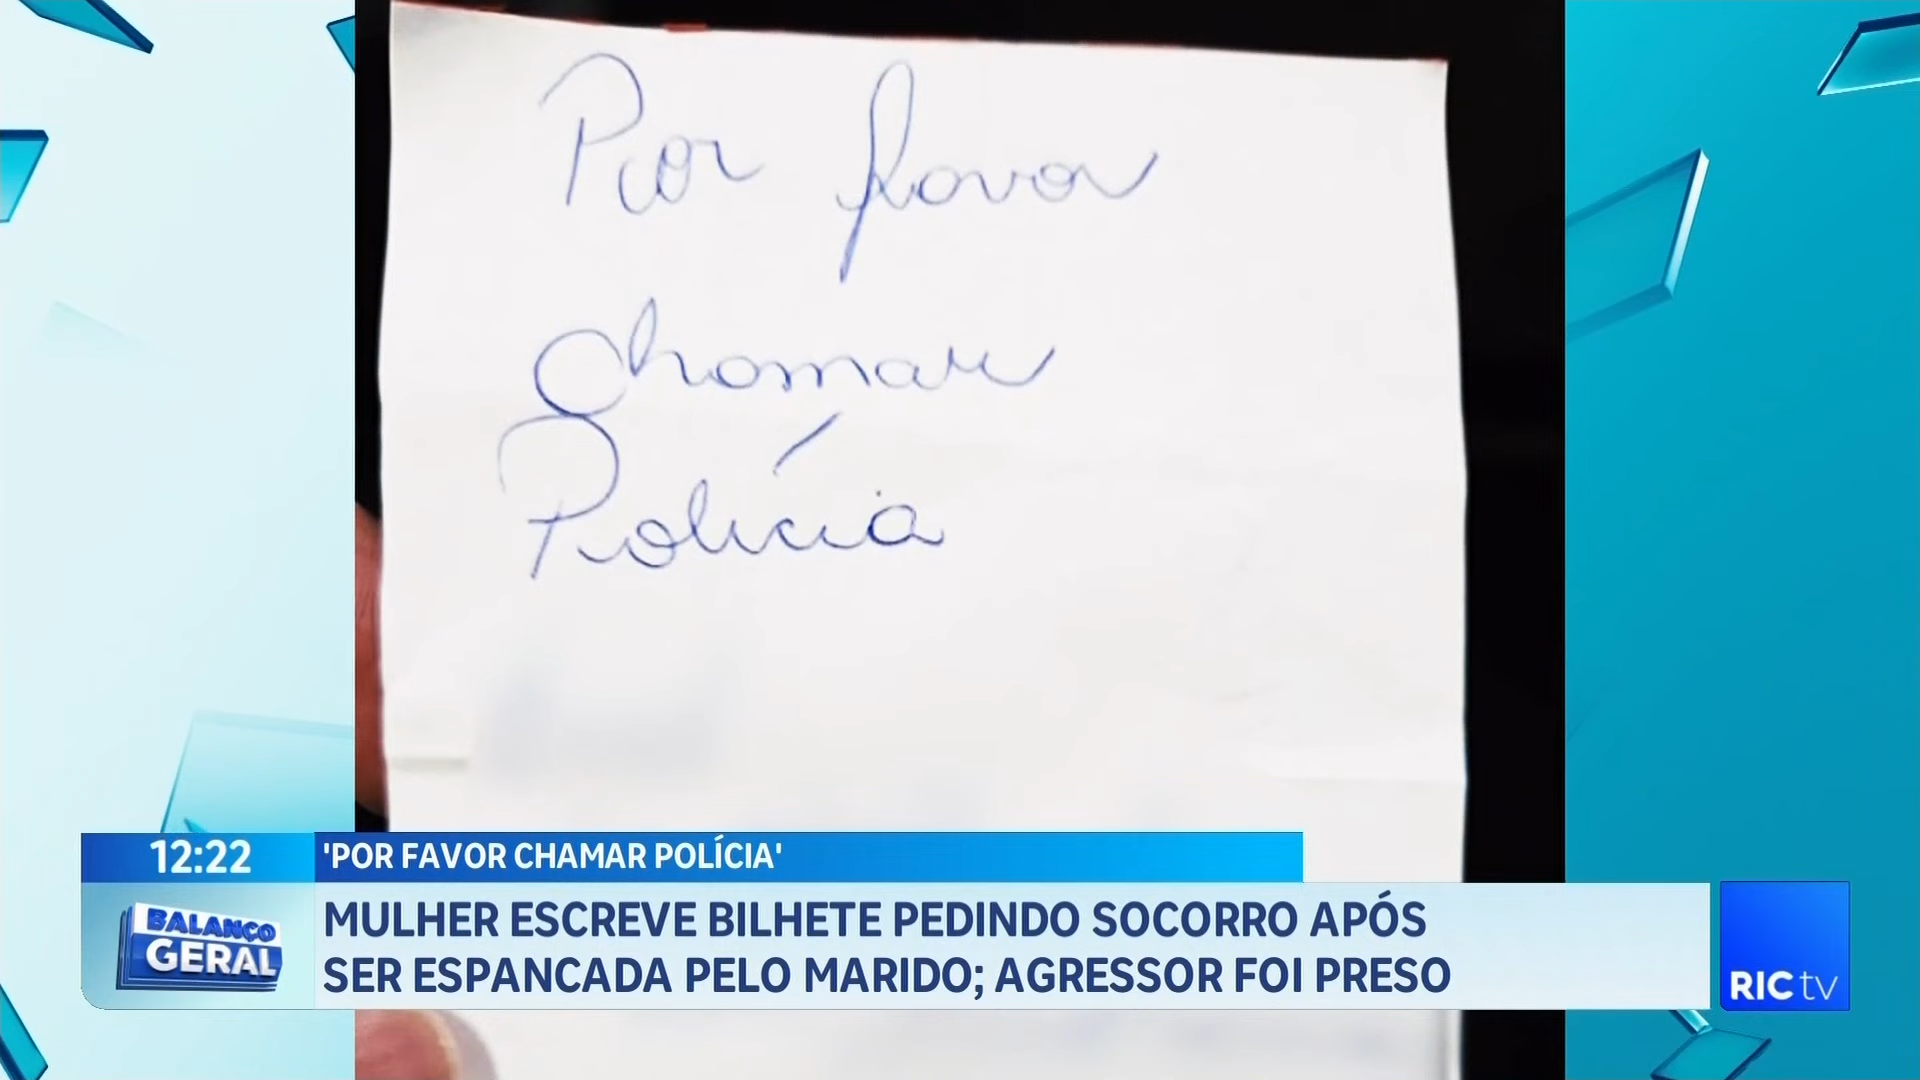 Por favor
chamar
Polícia
12:22
'POR FAVOR CHAMAR POLÍCIA'
BALANÇO
GERAL
MULHER ESCREVE BILHETE PEDINDO SOCORRO APÓS
SER ESPANCADA PELO MARIDO; AGRESSOR FOI PRESO
RIC tv